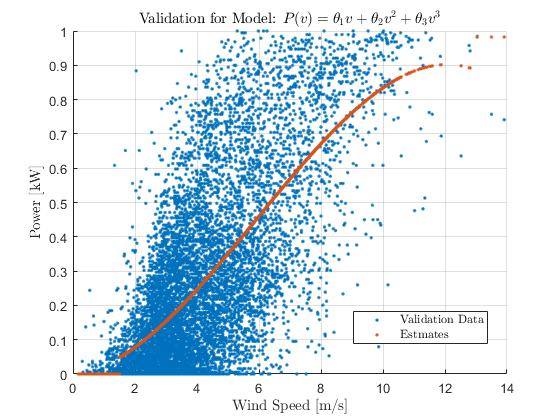 Validation for Model: P(v) = θ₁v + θ₂v² + θ₃v³
1
0.9
0.8
0.7
0.6
0.5
0.4
0.3
0.2
0.1
0
Power [kW]
Validation Data
Estmates
0 2 4 6 8 10 12 14
Wind Speed [m/s]